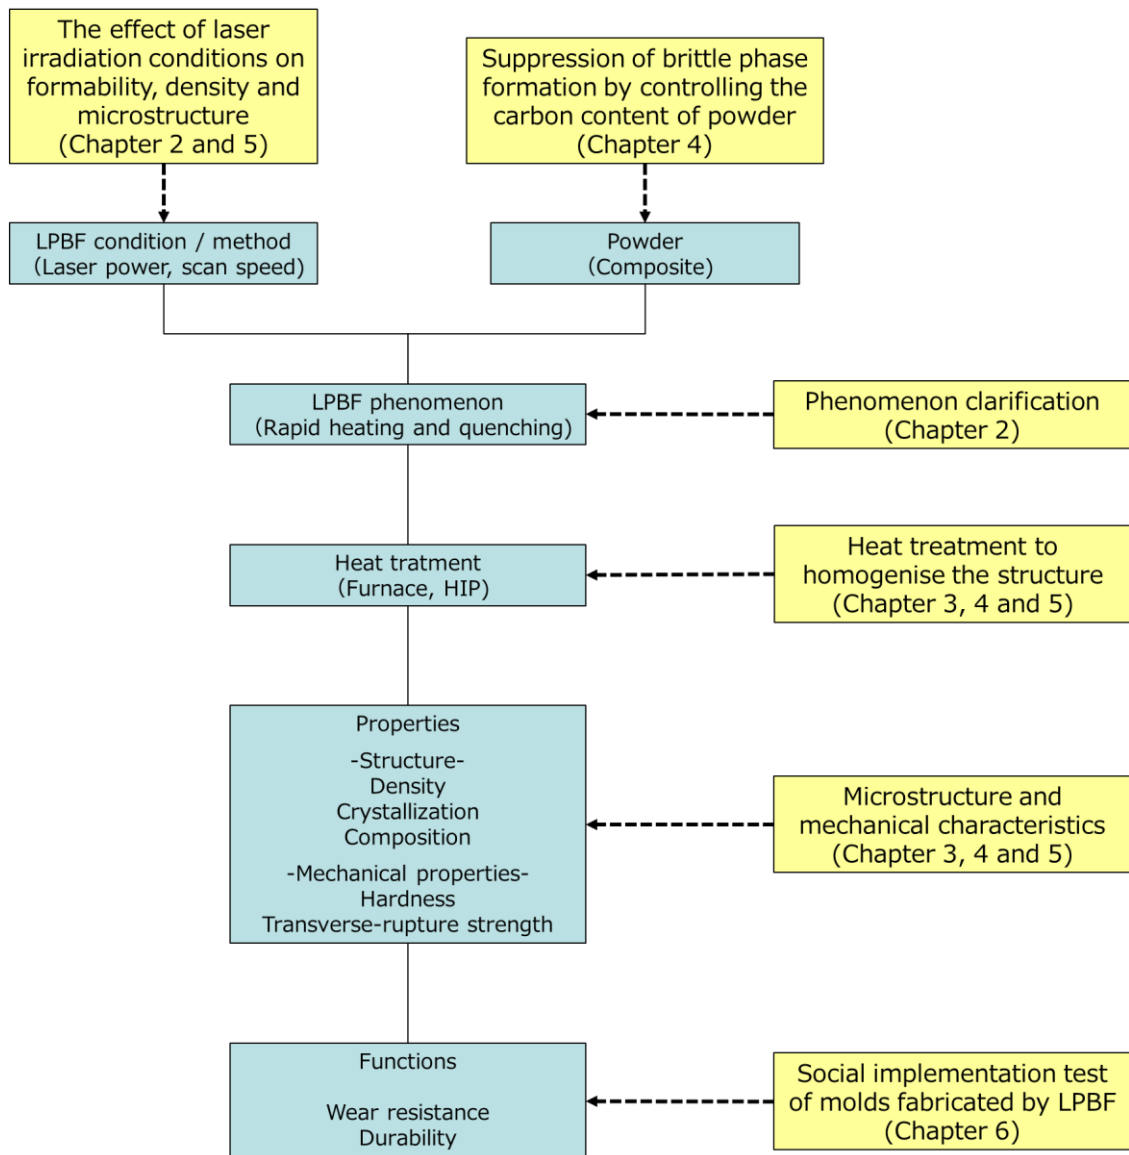 The effect of laser
irradiation conditions on
formability, density and
microstructure
(Chapter 2 and 5)
Suppression of brittle phase
formation by controlling the
carbon content of powder
(Chapter 4)
LPBF condition / method
(Laser power, scan speed)
Powder
(Composite)
LPBF phenomenon
(Rapid heating and quenching)
Phenomenon clarification
(Chapter 2)
Heat tratment
(Furnace, HIP)
Heat treatment to
homogenise the structure
(Chapter 3, 4 and 5)
Properties
-Structure-
Density
Crystallization
Composition
-Mechanical properties-
Hardness
Transverse-rupture strength
Microstructure and
mechanical characteristics
(Chapter 3, 4 and 5)
Functions
Wear resistance
Durability
Social implementation test
of molds fabricated by LPBF
(Chapter 6)